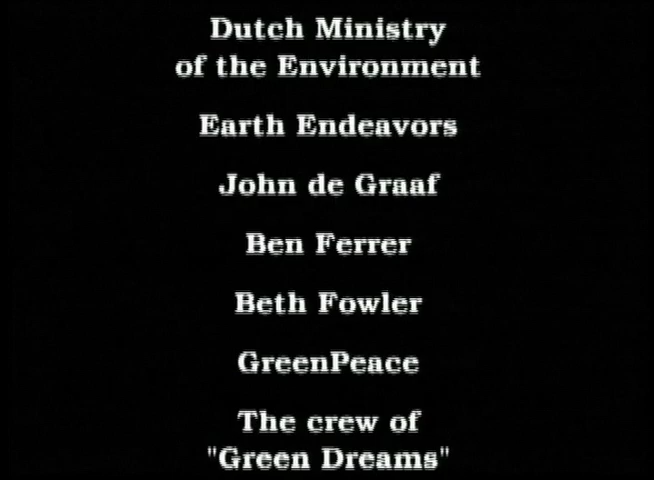 Dutch Ministry
of the Environment
Earth Endeavors
John de Graaf
Ben Ferrer
Beth Fowler
GreenPeace
The crew of
"Green Dreams"